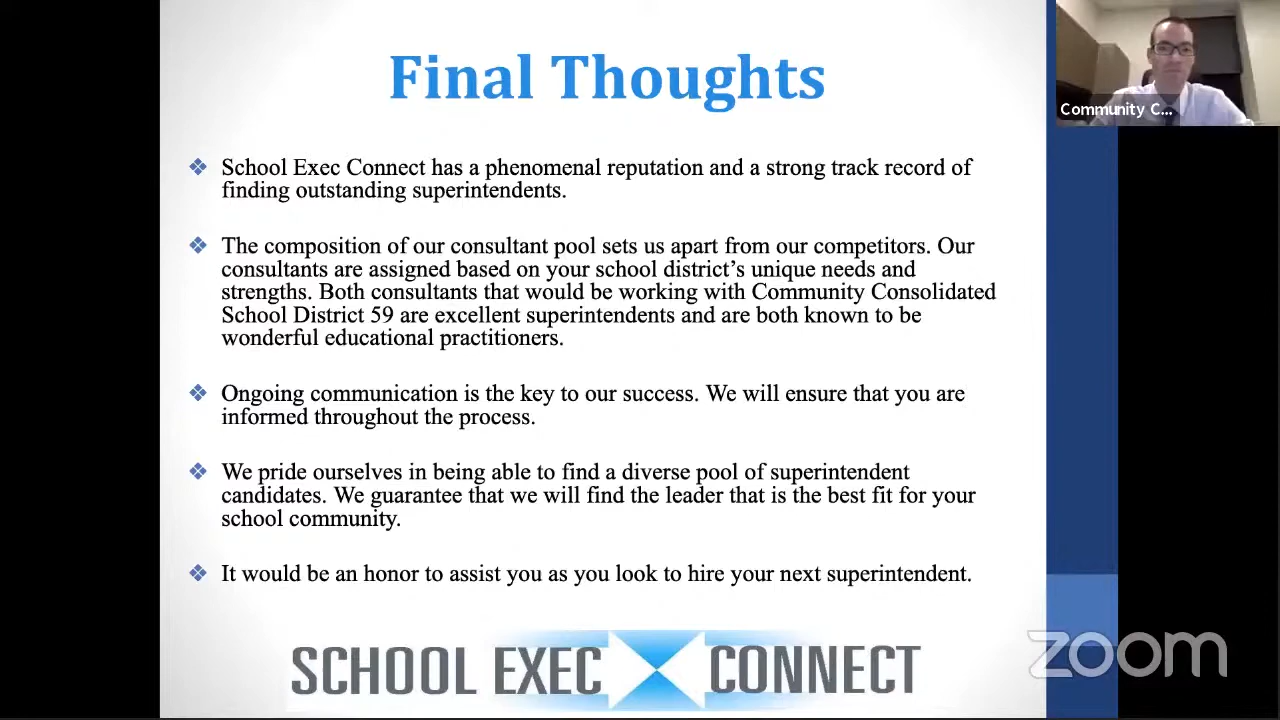 Final Thoughts
Community C...
❖ School Exec Connect has a phenomenal reputation and a strong track record of
finding outstanding superintendents.
❖ The composition of our consultant pool sets us apart from our competitors. Our
consultants are assigned based on your school district’s unique needs and
strengths. Both consultants that would be working with Community Consolidated
School District 59 are excellent superintendents and are both known to be
wonderful educational practitioners.
❖ Ongoing communication is the key to our success. We will ensure that you are
informed throughout the process.
❖ We pride ourselves in being able to find a diverse pool of superintendent
candidates. We guarantee that we will find the leader that is the best fit for your
school community.
❖ It would be an honor to assist you as you look to hire your next superintendent.
SCHOOL EXEC CONNECT
zoom